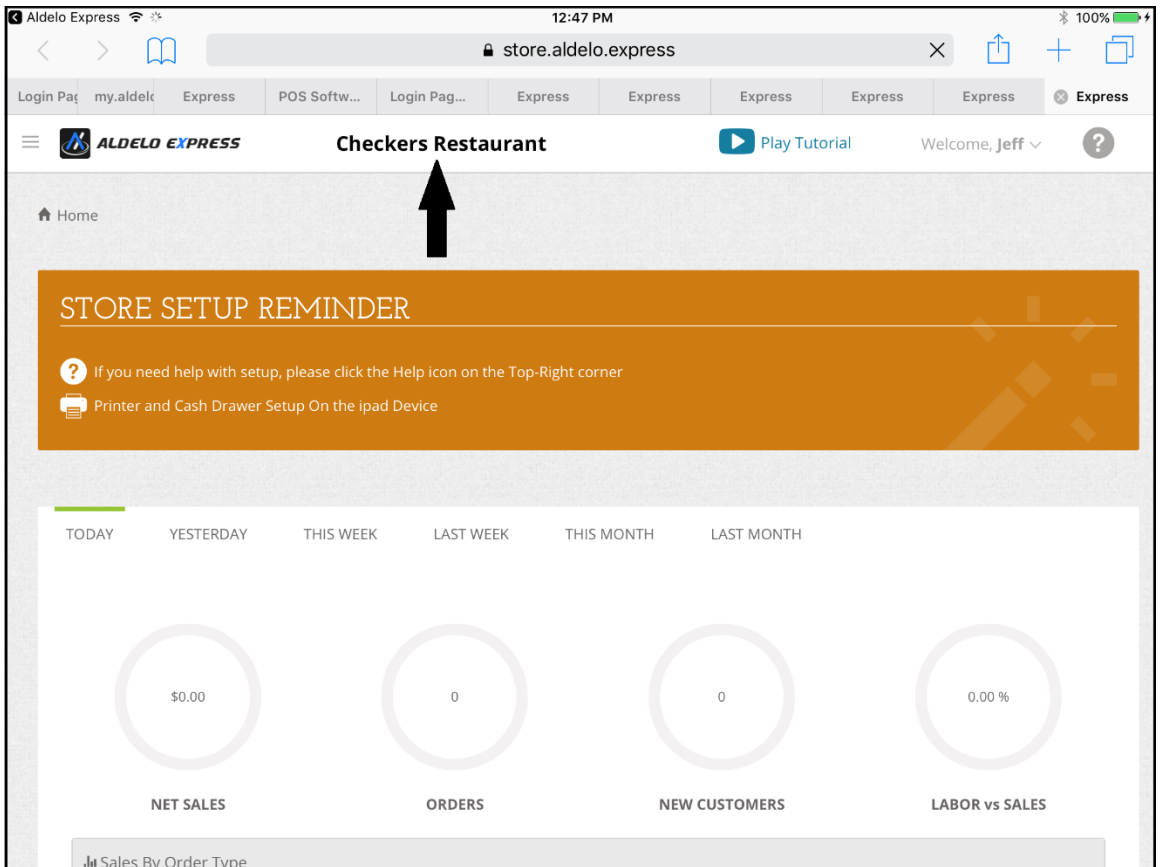 Aldelo Express 12:47 PM 100%
store.aldelo.express
Login Pag my.aldelo Express POS Softw... Login Pag... Express Express Express Express Express Express
ALDELO EXPRESS Checkers Restaurant Play Tutorial Welcome, Jeff ?
Home
STORE SETUP REMINDER
? If you need help with setup, please click the Help icon on the Top-Right corner
Printer and Cash Drawer Setup On the ipad Device
TODAY YESTERDAY THIS WEEK LAST WEEK THIS MONTH LAST MONTH
$0.00 0 0 0.00 %
NET SALES ORDERS NEW CUSTOMERS LABOR vs SALES
Sales By Order Type